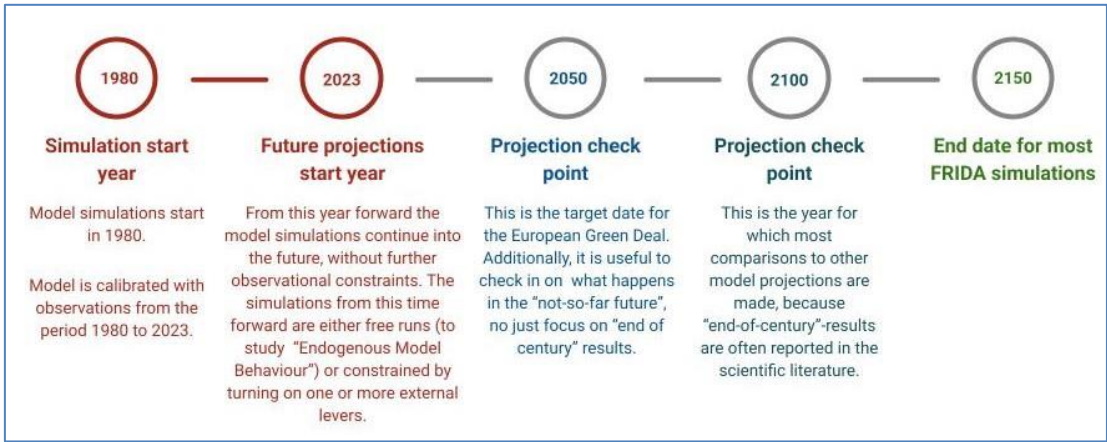 1980
Simulation start
year
Model simulations start
in 1980.
Model is calibrated with
observations from the
period 1980 to 2023.
2023
Future projections
start year
From this year forward the
model simulations continue into
the future, without further
observational constraints. The
simulations from this time
forward are either free runs (to
study "Endogenous Model
Behaviour") or constrained by
turning on one or more external
levers.
2050
Projection check
point
This is the target date for
the European Green Deal.
Additionally, it is useful to
check in on what happens
in the "not-so-far future",
no just focus on "end of
century" results.
2100
Projection check
point
This is the year for
which most
comparisons to other
model projections are
made, because
"end-of-century"-results
are often reported in the
scientific literature.
2150
End date for most
FRIDA simulations